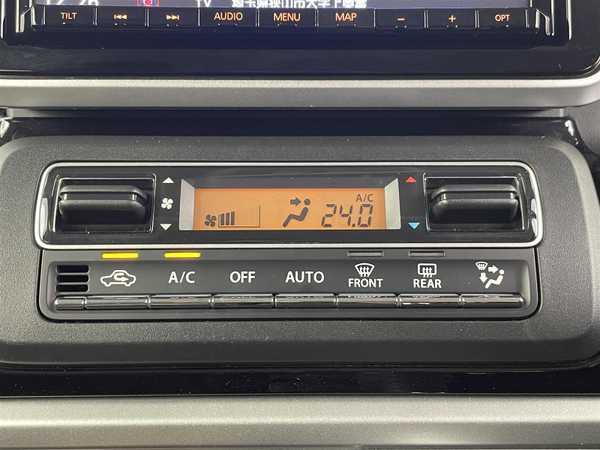 TILT AUDIO MENU MAP − + OPT
A/C
24.0
A/C OFF AUTO FRONT REAR